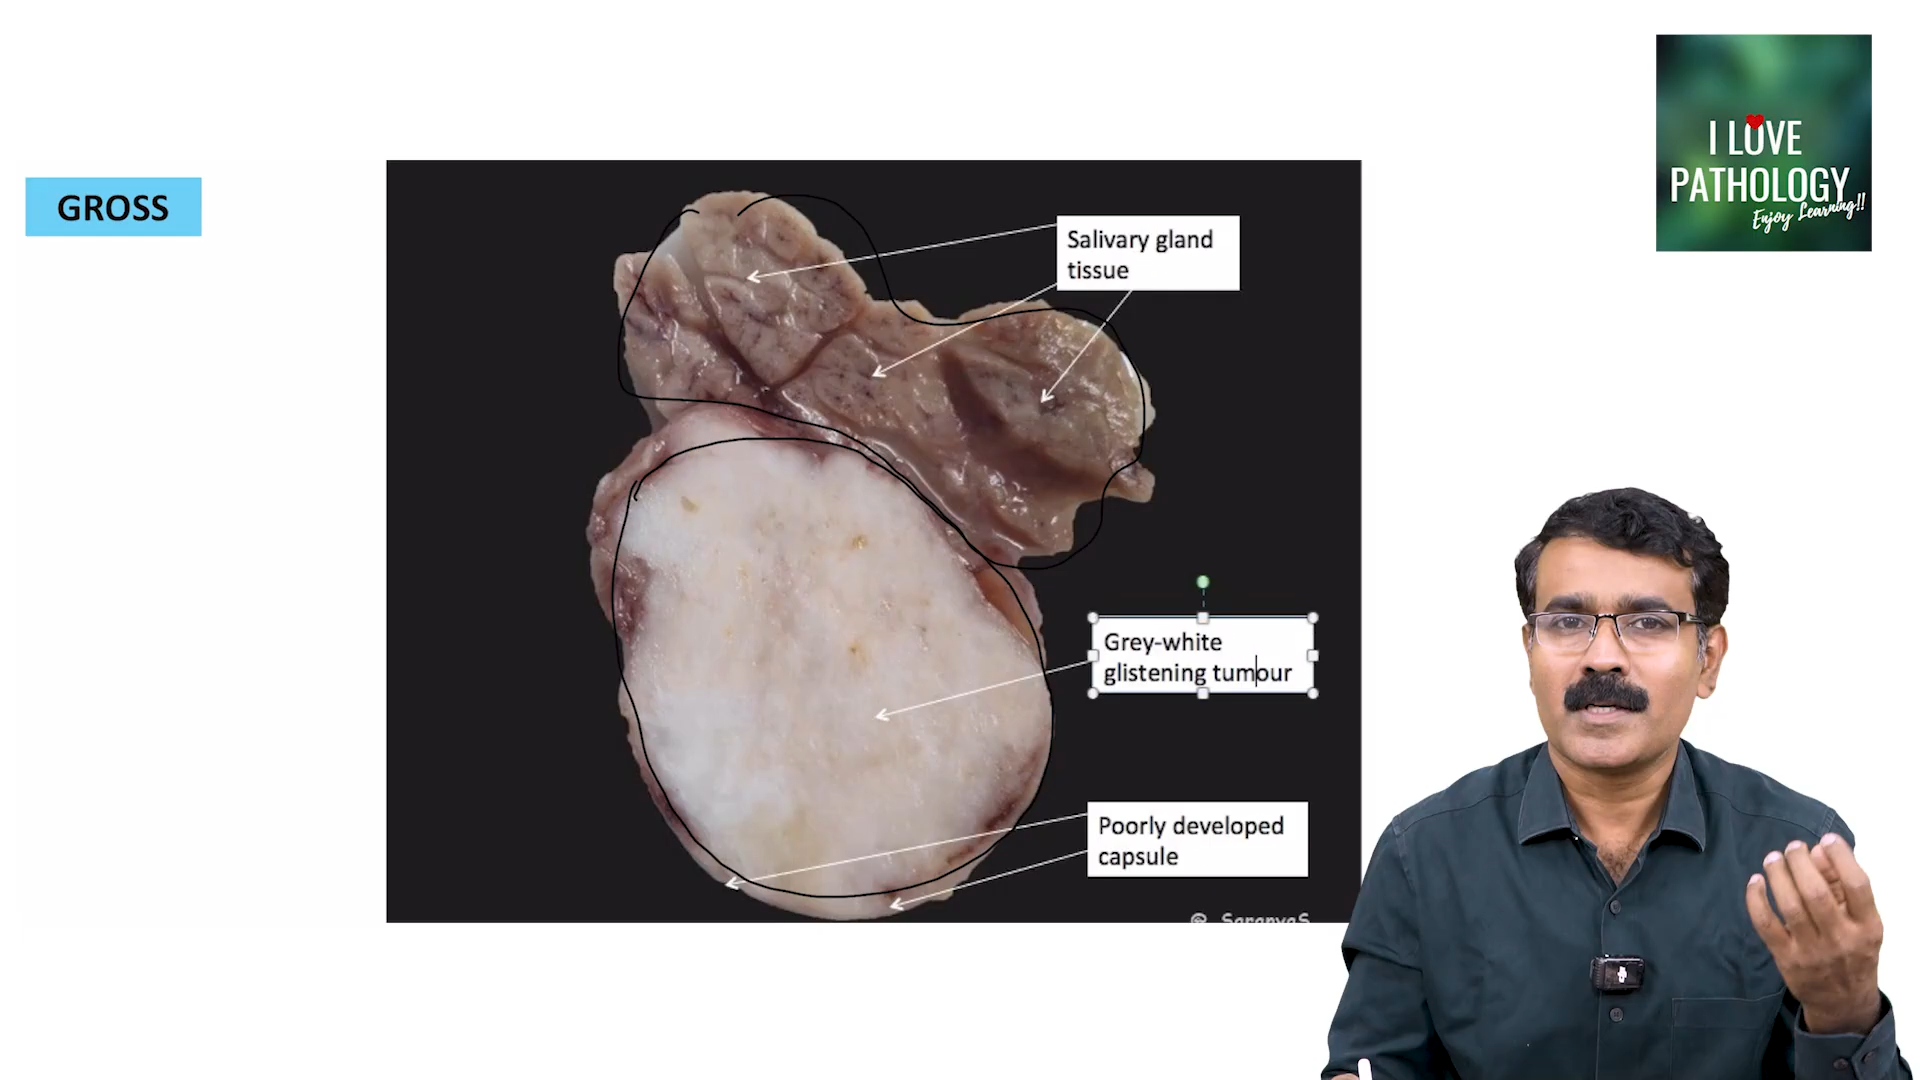 I LOVE
PATHOLOGY
Enjoy Learning!!
GROSS
Salivary gland
tissue
Grey-white
glistening tumour
Poorly developed
capsule